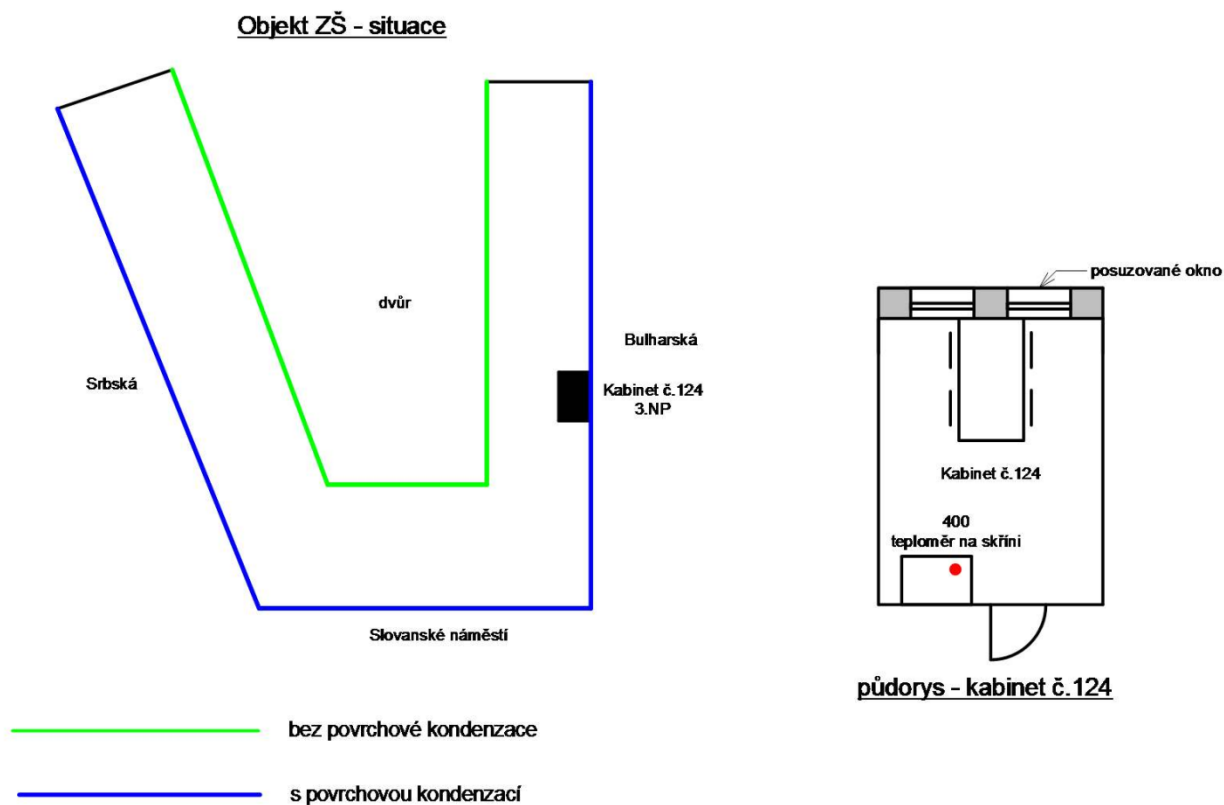 Objekt ZŠ - situace
posuzované okno
dvůr
Bulharská
Srbská
Kabinet č.124
3.NP
Kabinet č.124
400
teploměr na skříni
Slovanské náměstí
půdorys - kabinet č.124
bez povrchové kondenzace
s povrchovou kondenzací